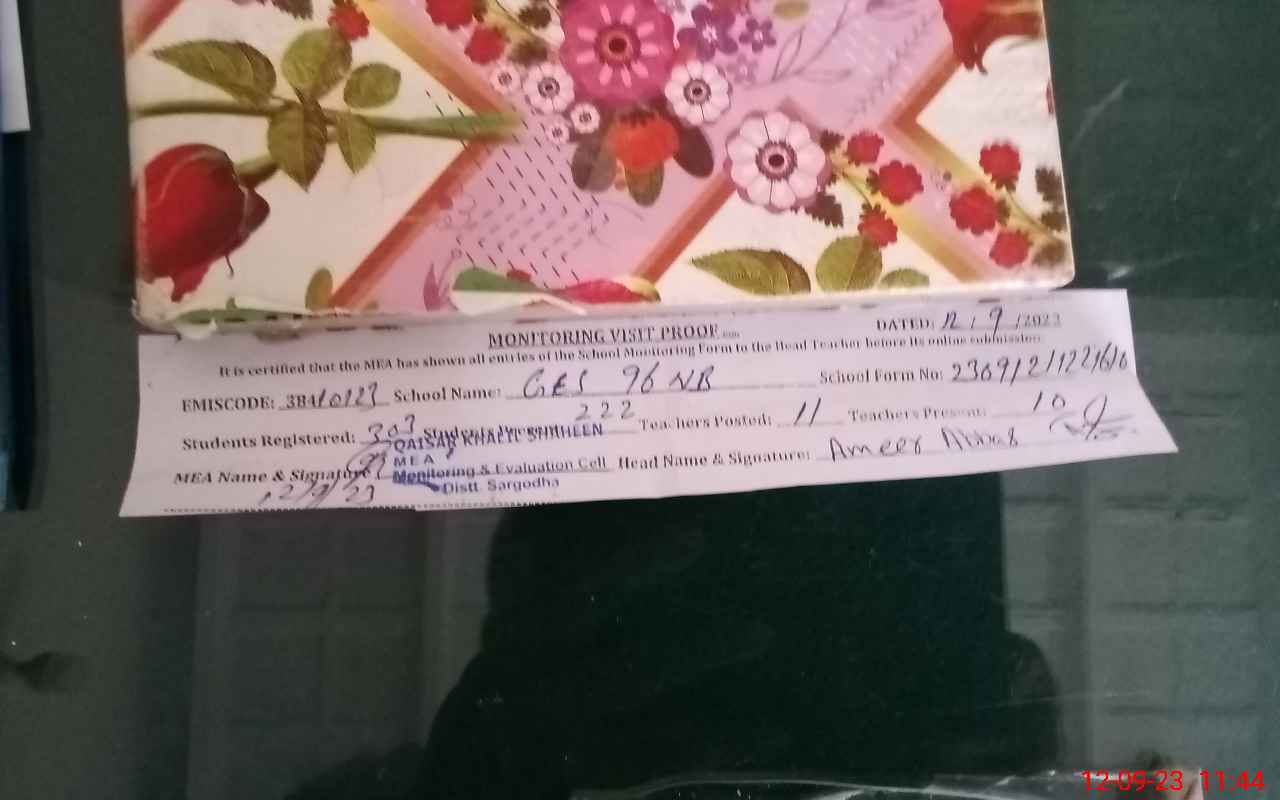 MONITORING VISIT PROOF
DATED: 12/9/2023
It is certified that the MEA has shown all entries of the School Monitoring Form to the Head Teacher before its online submission.
EMISCODE: 38410123 School Name: GES 96 NB School Form No:
Students Registered: 303 Students Present: 222 Teachers Posted: 11 Teachers Present: 10
QAISAR KHALIL SHAHEEN
MEA
MEA Name & Signature: Monitoring & Evaluation Cell Head Name & Signature: Ameer Abbas
Distt. Sargodha
12/9/23
12-09-23 11:44